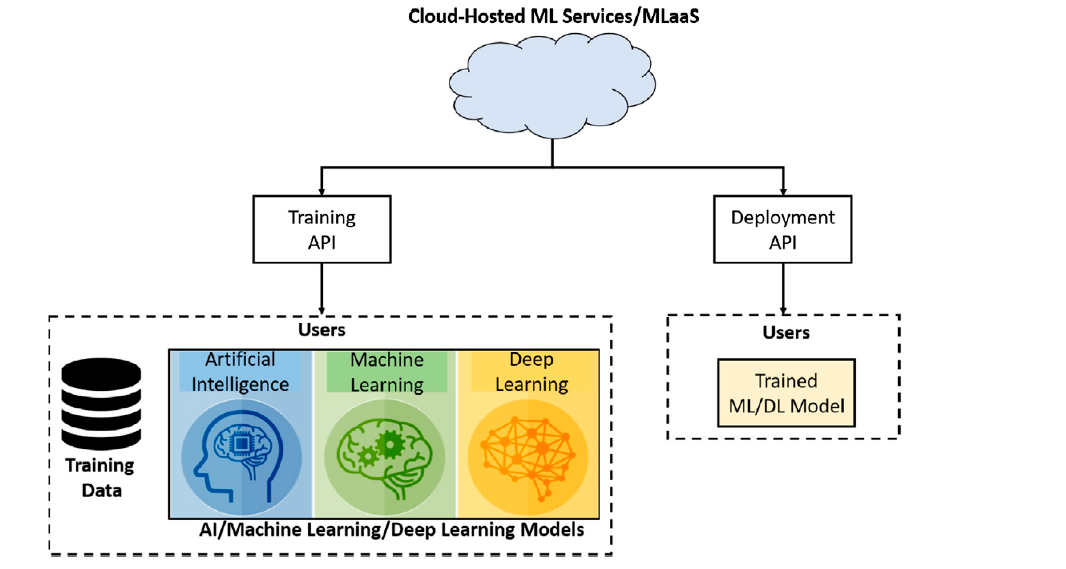 Cloud-Hosted ML Services/MLaaS
Training
API
Deployment
API
Users
Artificial
Intelligence
Machine
Learning
Deep
Learning
Training
Data
AI/Machine Learning/Deep Learning Models
Users
Trained
ML/DL Model